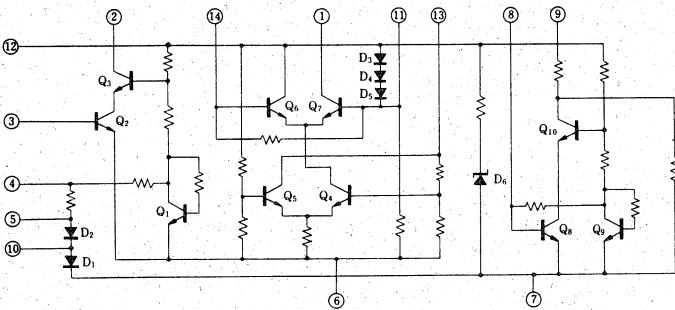 ② ⑭ ① ⑪ ⑬ ⑧ ⑨
⑫
D₃
Q₃ D₄
Q₆ Q₇ D₅
③ Q₂ Q₁₀
④ D₆
Q₅ Q₄
⑤ Q₁
D₂ Q₈ Q₉
⑩
D₁
⑥ ⑦